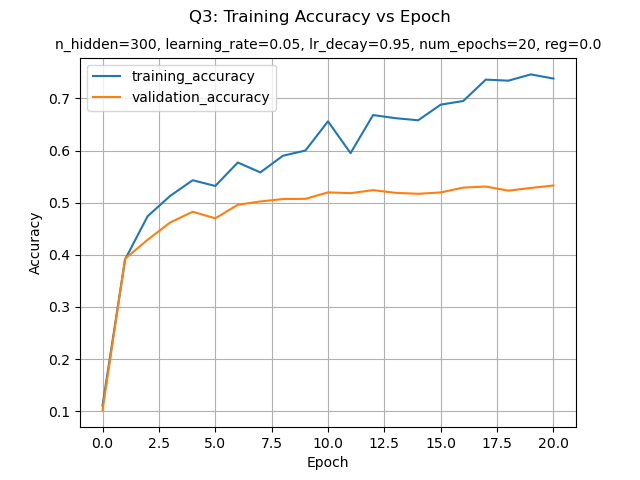 Q3: Training Accuracy vs Epoch
n_hidden=300, learning_rate=0.05, lr_decay=0.95, num_epochs=20, reg=0.0
training_accuracy
validation_accuracy
0.7
0.6
0.5
0.4
0.3
0.2
0.1
Accuracy
0.0 2.5 5.0 7.5 10.0 12.5 15.0 17.5 20.0
Epoch